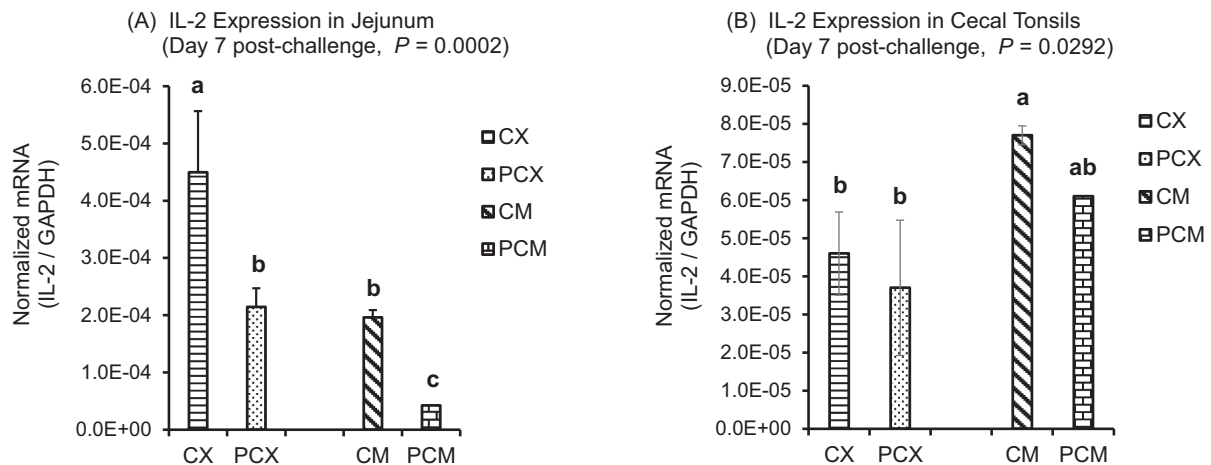 (A) IL-2 Expression in Jejunum
(Day 7 post-challenge, P = 0.0002)
Normalized mRNA
(IL-2 / GAPDH)
6.0E-04
5.0E-04
4.0E-04
3.0E-04
2.0E-04
1.0E-04
0.0E+00
a
b
b
c
CX
PCX
CM
PCM
CX
PCX
CM
PCM
(B) IL-2 Expression in Cecal Tonsils
(Day 7 post-challenge, P = 0.0292)
Normalized mRNA
(IL-2 / GAPDH)
9.0E-05
8.0E-05
7.0E-05
6.0E-05
5.0E-05
4.0E-05
3.0E-05
2.0E-05
1.0E-05
0.0E+00
b
b
a
ab
CX
PCX
CM
PCM
CX
PCX
CM
PCM